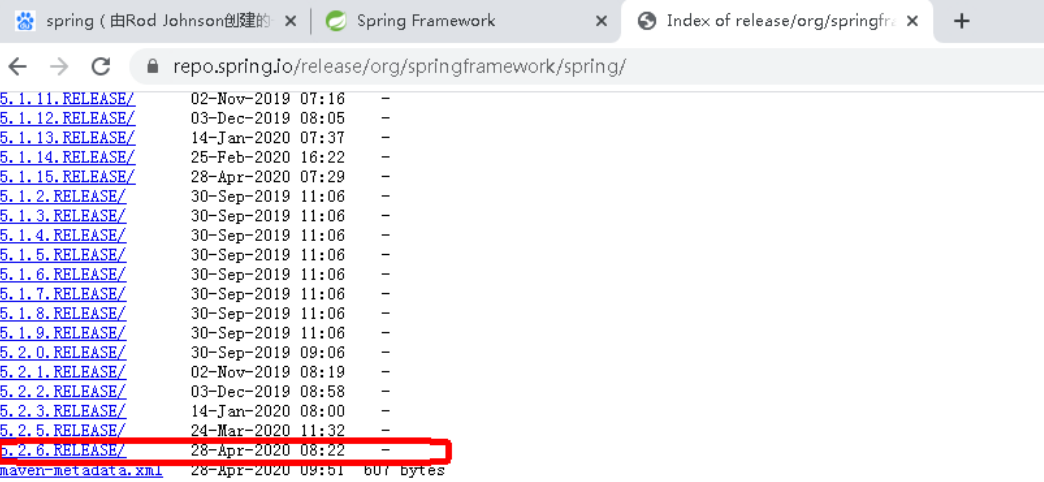 spring ( 由Rod Johnson创建的一
Spring Framework
Index of release/org/springfra
repo.spring.io/release/org/springframework/spring/
5.1.11.RELEASE/ 02-Nov-2019 07:16 -
5.1.12.RELEASE/ 03-Dec-2019 08:05 -
5.1.13.RELEASE/ 14-Jan-2020 07:37 -
5.1.14.RELEASE/ 25-Feb-2020 16:22 -
5.1.15.RELEASE/ 28-Apr-2020 07:29 -
5.1.2.RELEASE/ 30-Sep-2019 11:06 -
5.1.3.RELEASE/ 30-Sep-2019 11:06 -
5.1.4.RELEASE/ 30-Sep-2019 11:06 -
5.1.5.RELEASE/ 30-Sep-2019 11:06 -
5.1.6.RELEASE/ 30-Sep-2019 11:06 -
5.1.7.RELEASE/ 30-Sep-2019 11:06 -
5.1.8.RELEASE/ 30-Sep-2019 11:06 -
5.1.9.RELEASE/ 30-Sep-2019 11:06 -
5.2.0.RELEASE/ 30-Sep-2019 09:06 -
5.2.1.RELEASE/ 02-Nov-2019 08:19 -
5.2.2.RELEASE/ 03-Dec-2019 08:58 -
5.2.3.RELEASE/ 14-Jan-2020 08:00 -
5.2.5.RELEASE/ 24-Mar-2020 11:32 -
5.2.6.RELEASE/ 28-Apr-2020 08:22 -
maven-metadata.xml 28-Apr-2020 09:51 607 bytes